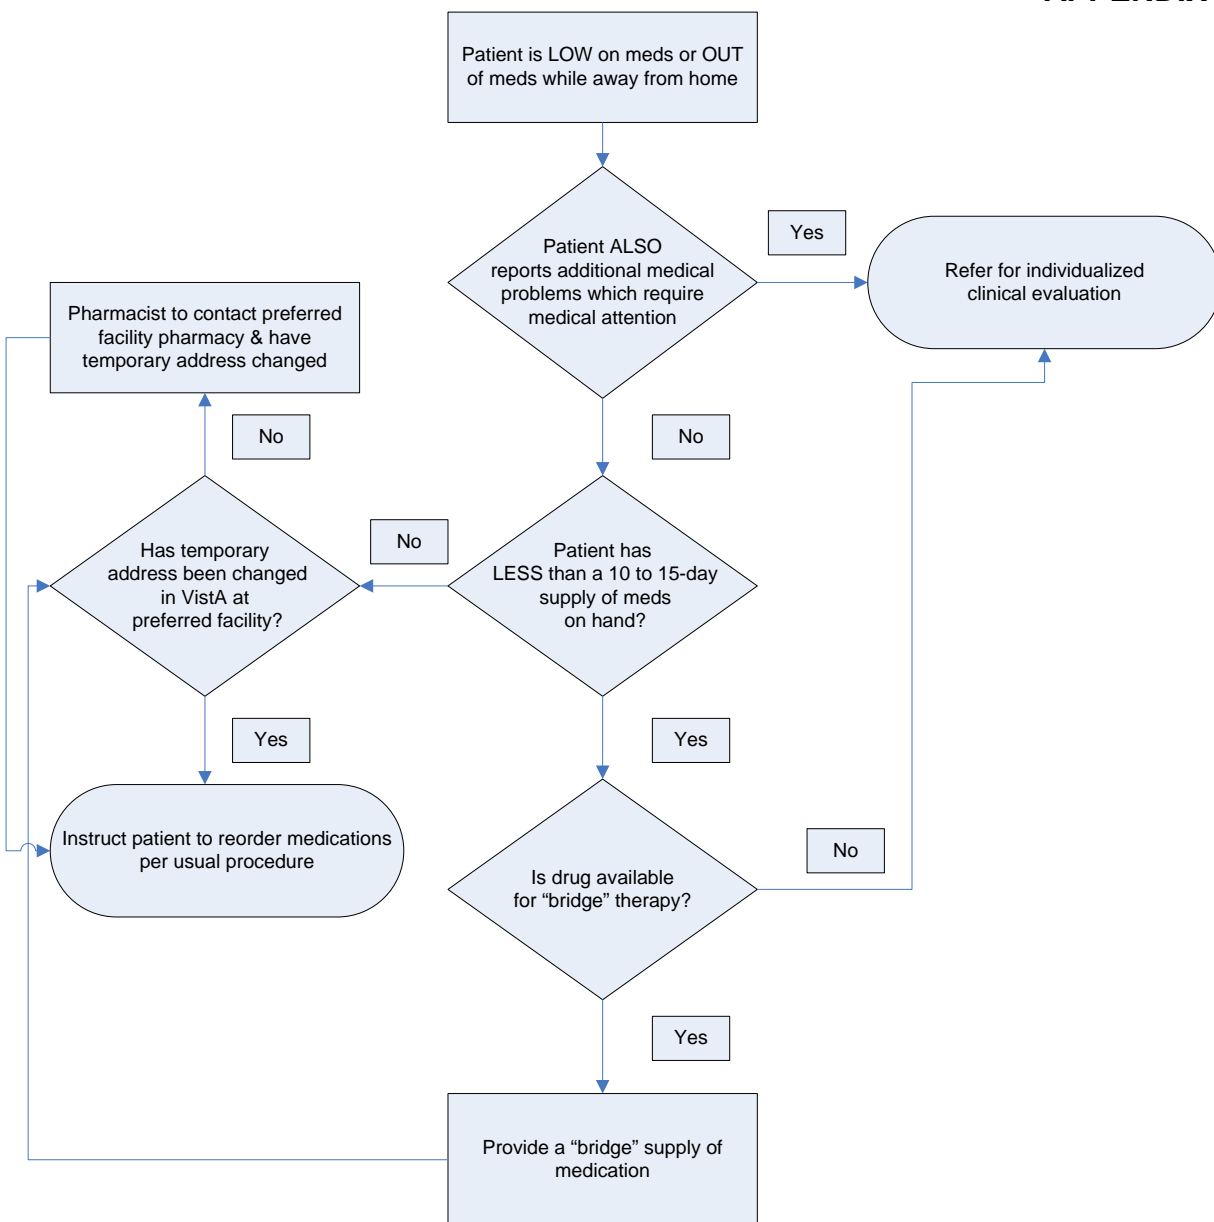 Patient is LOW on meds or OUT
of meds while away from home
Patient ALSO
reports additional medical
problems which require
medical attention
Yes
Refer for individualized
clinical evaluation
Pharmacist to contact preferred
facility pharmacy & have
temporary address changed
No
No
Has temporary
address been changed
in VistA at
preferred facility?
No
Patient has
LESS than a 10 to 15-day
supply of meds
on hand?
Yes
Yes
Instruct patient to reorder medications
per usual procedure
Is drug available
for “bridge” therapy?
No
Yes
Provide a “bridge” supply of
medication